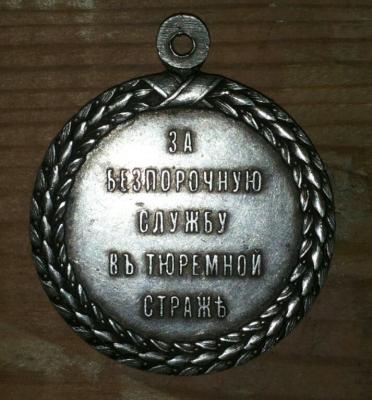 ЗА
БЕЗПОРОЧНУЮ
СЛУЖБУ
ВЪ ТЮРЕМНОЙ
СТРАЖѢ